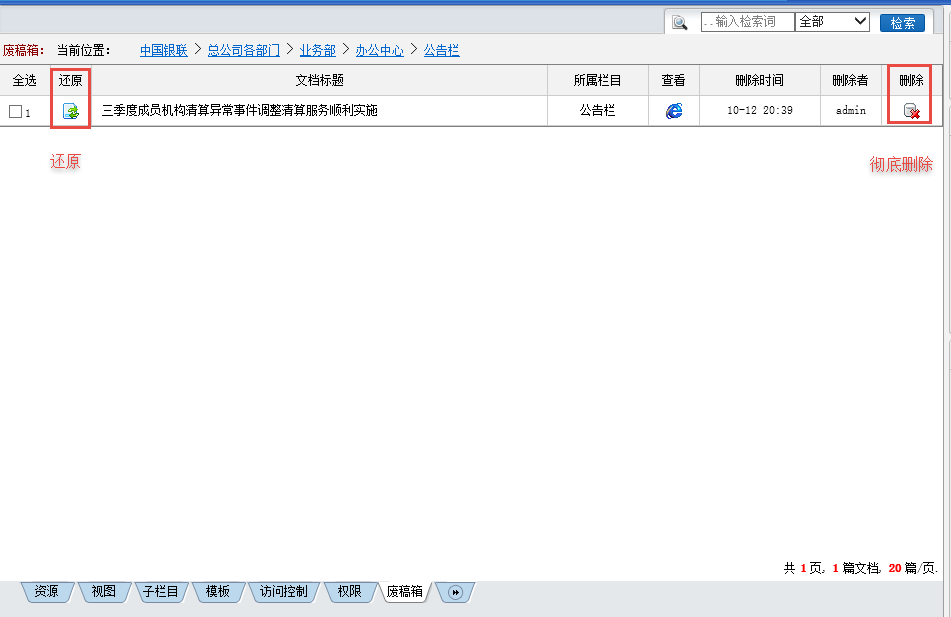 ..输入检索词 全部 检索
废稿箱： 当前位置： 中国银联 > 总公司各部门 > 业务部 > 办公中心 > 公告栏
全选 还原 文档标题 所属栏目 查看 删除时间 删除者 删除
1 三季度成员机构清算异常事件调整清算服务顺利实施 公告栏 10-12 20:39 admin
还原 彻底删除
共 1 页, 1 篇文档, 20 篇/页.
资源 视图 子栏目 模板 访问控制 权限 废稿箱